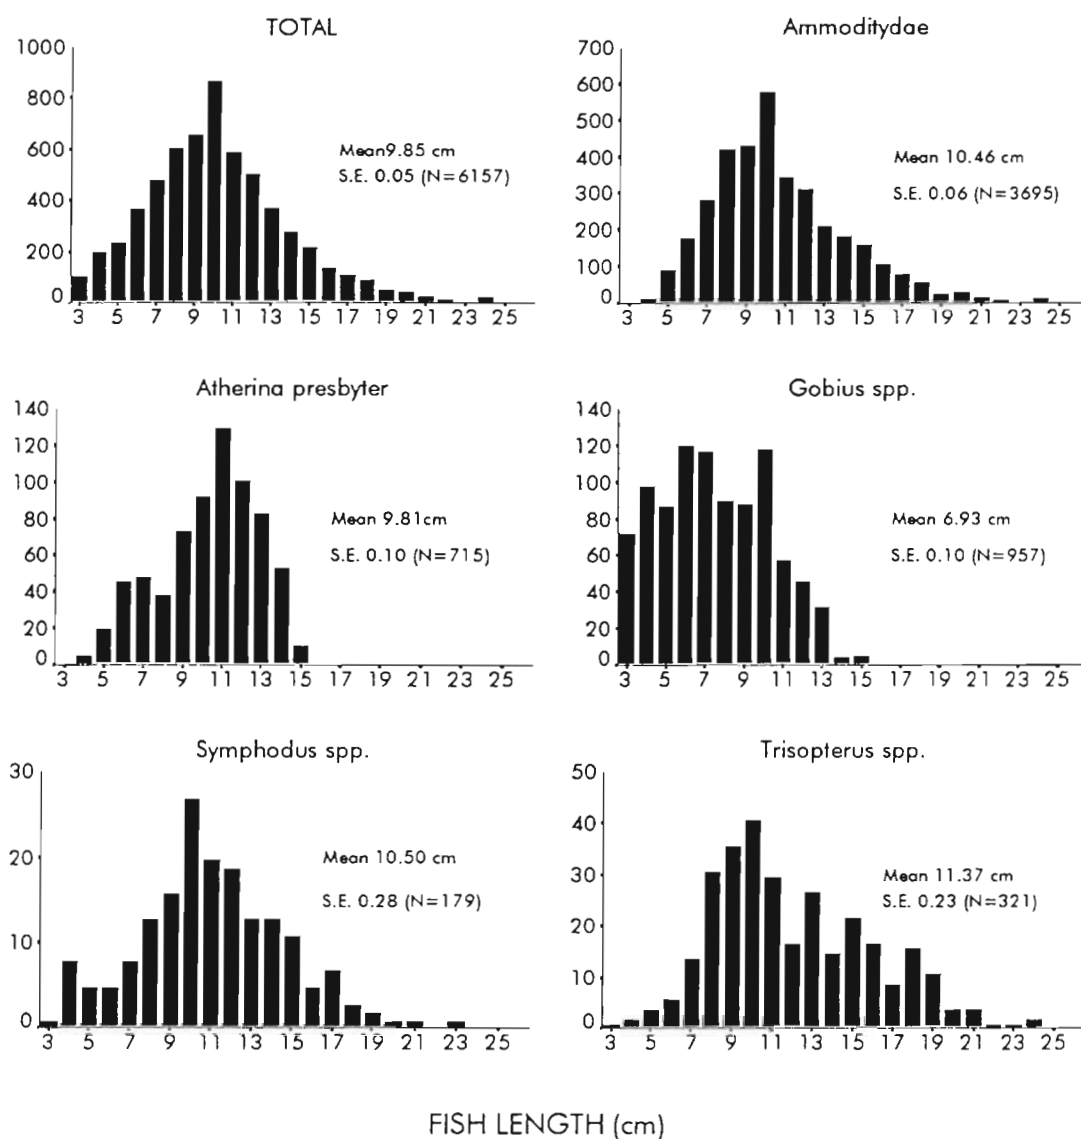 TOTAL
1000
800
600
400
200
0
Mean9.85 cm
S.E. 0.05 (N=6157)
3 5 7 9 11 13 15 17 19 21 23 25
Ammoditydae
700
600
500
400
300
200
100
0
Mean 10.46 cm
S.E. 0.06 (N=3695)
3 5 7 9 11 13 15 17 19 21 23 25
Atherina presbyter
140
120
100
80
60
40
20
0
Mean 9.81cm
S.E. 0.10 (N=715)
3 5 7 9 11 13 15 17 19 21 23 25
Gobius spp.
140
120
100
80
60
40
20
0
Mean 6.93 cm
S.E. 0.10 (N=957)
3 5 7 9 11 13 15 17 19 21 23 25
Symphodus spp.
30
20
10
0
Mean 10.50 cm
S.E. 0.28 (N=179)
3 5 7 9 11 13 15 17 19 21 23 25
Trisopterus spp.
50
40
30
20
10
0
Mean 11.37 cm
S.E. 0.23 (N=321)
3 5 7 9 11 13 15 17 19 21 23 25
FISH LENGTH (cm)